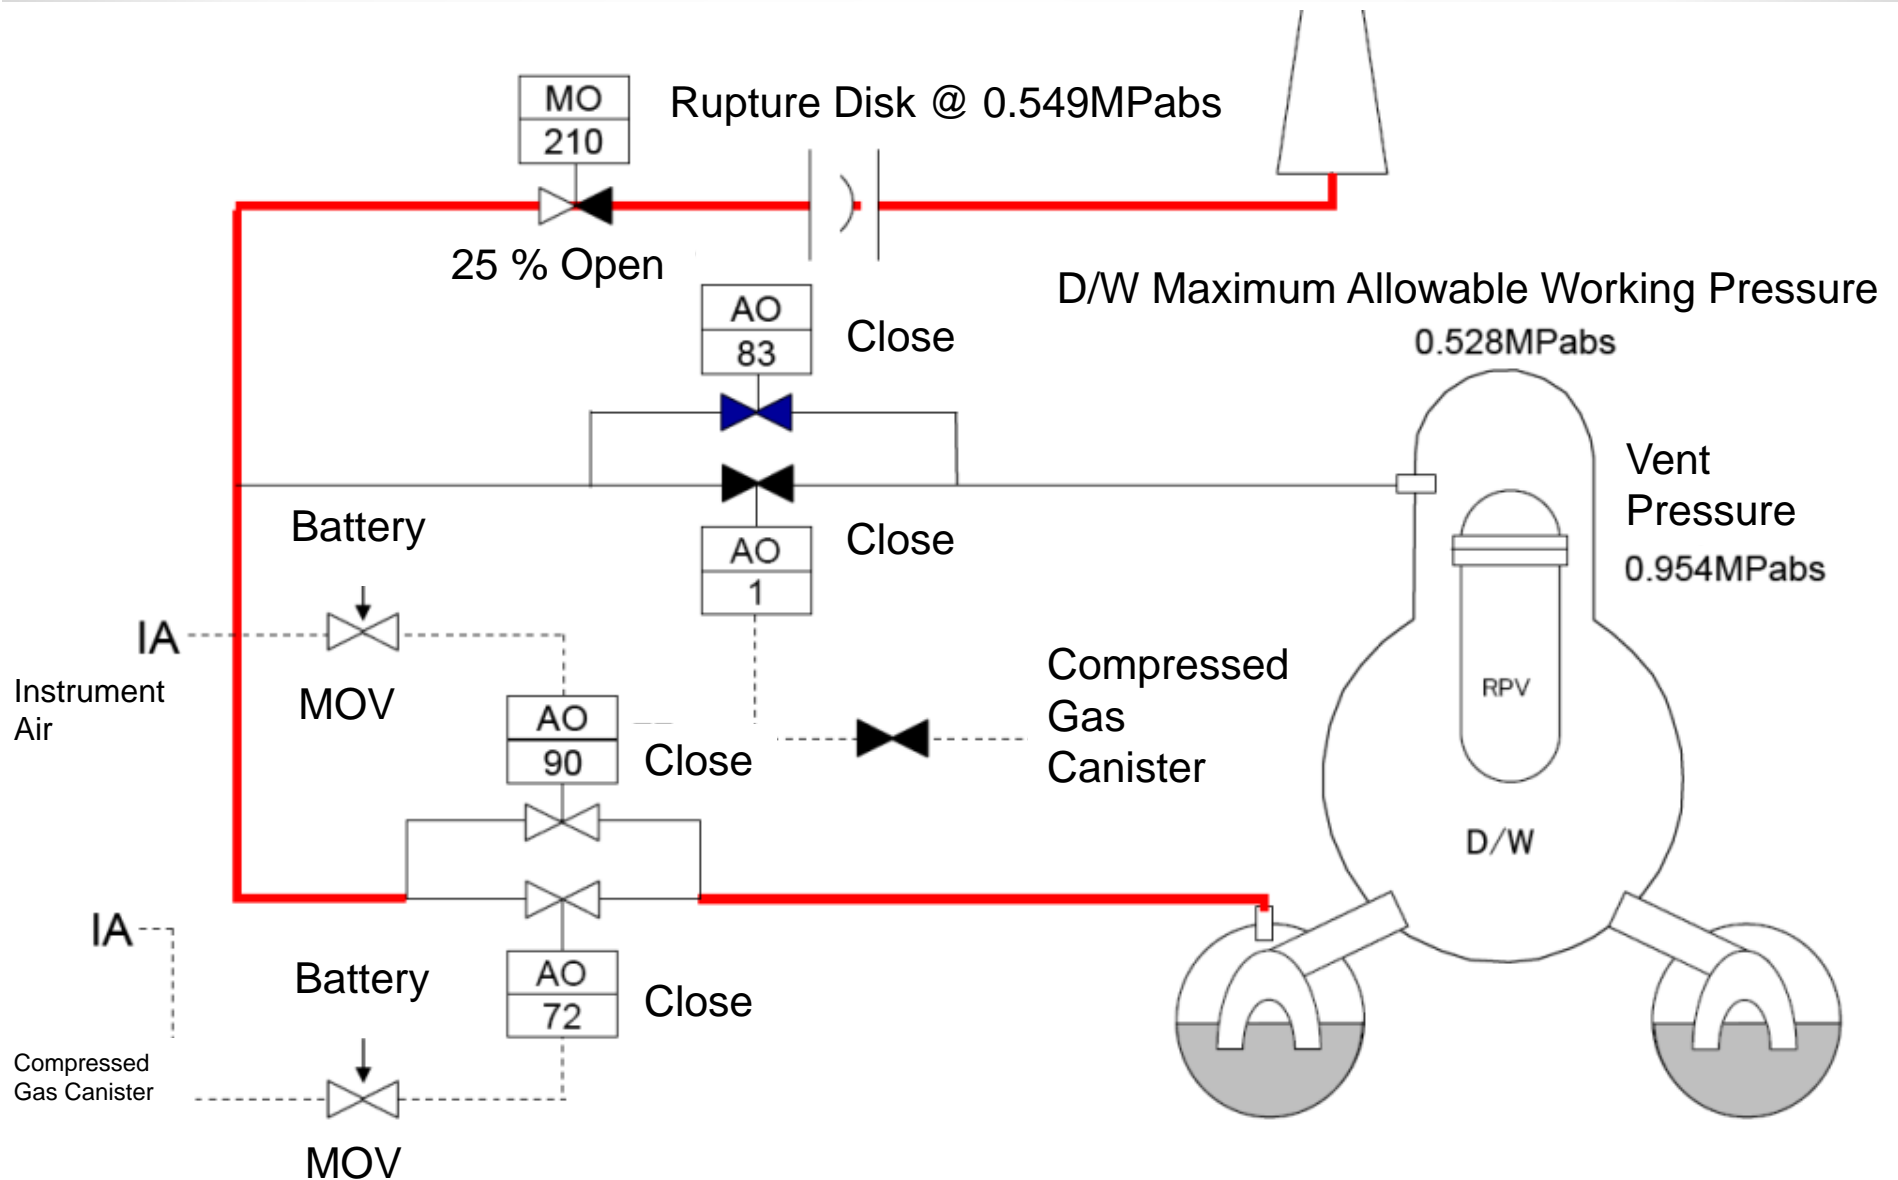 MO
210
Rupture Disk @ 0.549MPabs
25 % Open
AO
83
Close
D/W Maximum Allowable Working Pressure
0.528MPabs
Vent
Pressure
0.954MPabs
Battery
AO
1
Close
IA
Instrument
Air
MOV
AO
90
Close
Compressed
Gas
Canister
RPV
D/W
IA
Battery
AO
72
Close
Compressed
Gas Canister
MOV